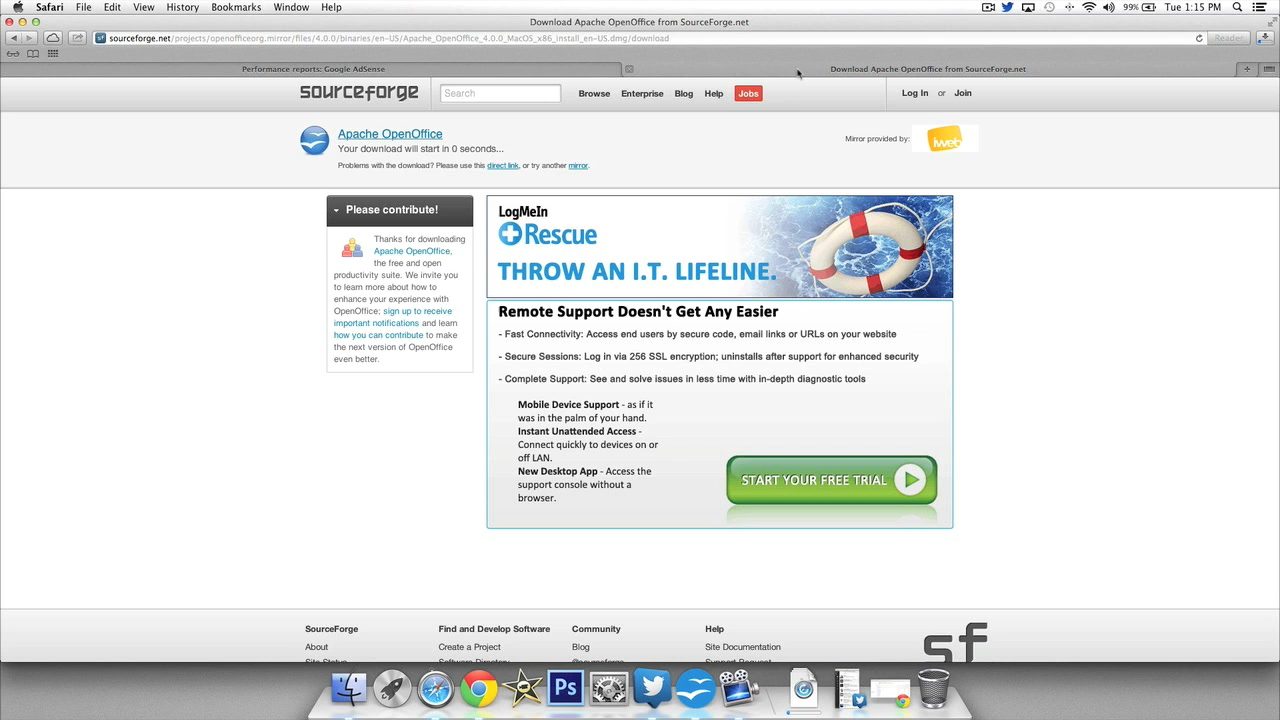 Safari File Edit View History Bookmarks Window Help 99% Tue 1:15 PM
Download Apache OpenOffice from SourceForge.net
sourceforge.net/projects/openofficeorg.mirror/files/4.0.0/binaries/en-US/Apache_OpenOffice_4.0.0_MacOS_x86_install_en-US.dmg/download Reader
Performance reports: Google AdSense Download Apache OpenOffice from SourceForge.net
sourceforge Search Browse Enterprise Blog Help Jobs Log In or Join
Apache OpenOffice
Your download will start in 0 seconds...
Problems with the download? Please use this direct link, or try another mirror.
Mirror provided by: iweb
Please contribute!
Thanks for downloading
Apache OpenOffice,
the free and open
productivity suite. We invite you
to learn more about how to
enhance your experience with
OpenOffice; sign up to receive
important notifications and learn
how you can contribute to make
the next version of OpenOffice
even better.
LogMeIn
Rescue
THROW AN I.T. LIFELINE.
Remote Support Doesn't Get Any Easier
- Fast Connectivity: Access end users by secure code, email links or URLs on your website
- Secure Sessions: Log in via 256 SSL encryption; uninstalls after support for enhanced security
- Complete Support: See and solve issues in less time with in-depth diagnostic tools
Mobile Device Support - as if it
was in the palm of your hand.
Instant Unattended Access -
Connect quickly to devices on or
off LAN.
New Desktop App - Access the
support console without a
browser.
START YOUR FREE TRIAL
SourceForge Find and Develop Software Community Help
About Create a Project Blog Site Documentation
Site Status Software Directory @sourceforge Support Request
sf
Ps